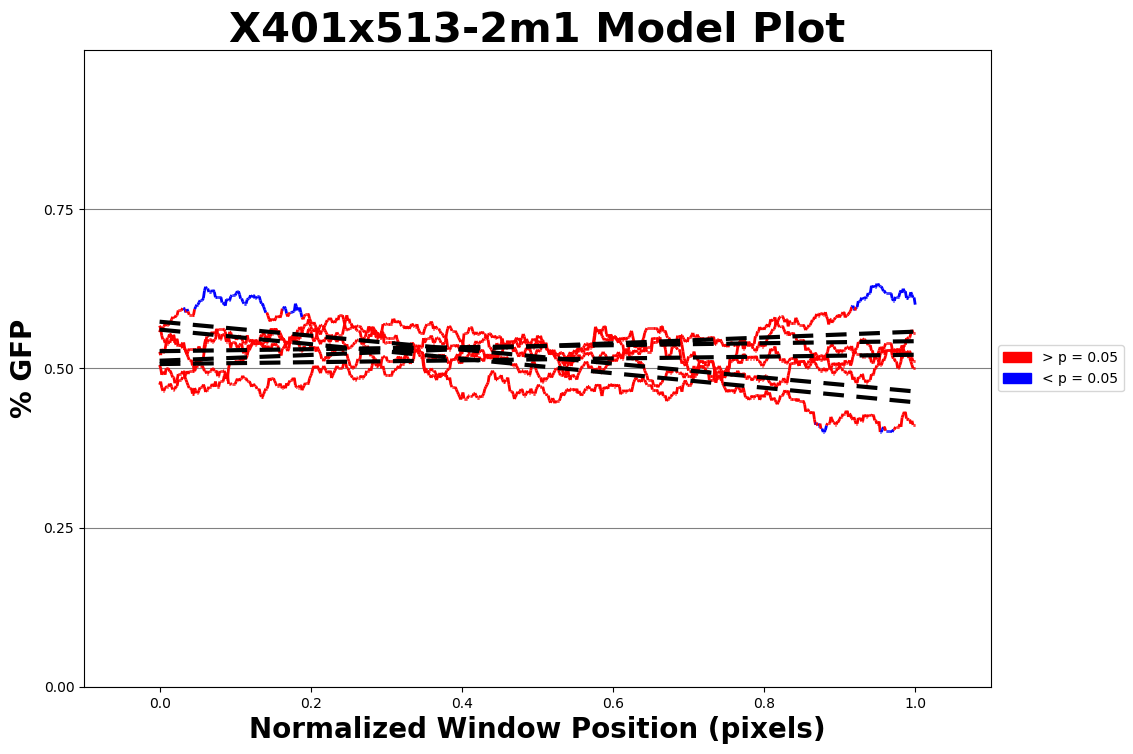 X401x513-2m1 Model Plot
% GFP
0.75
0.50
0.25
0.00
0.0 0.2 0.4 0.6 0.8 1.0
Normalized Window Position (pixels)
> p = 0.05
< p = 0.05